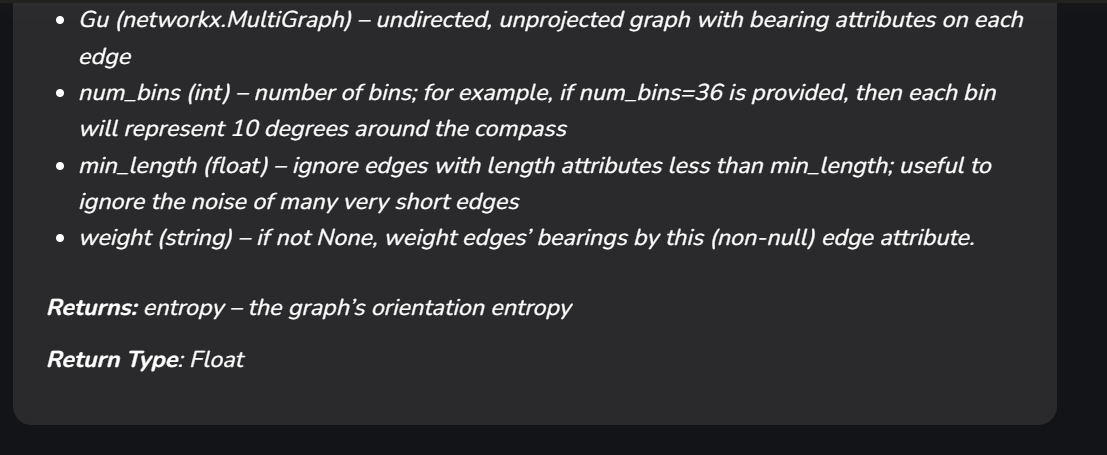 • Gu (networkx.MultiGraph) – undirected, unprojected graph with bearing attributes on each
edge
• num_bins (int) – number of bins; for example, if num_bins=36 is provided, then each bin
will represent 10 degrees around the compass
• min_length (float) – ignore edges with length attributes less than min_length; useful to
ignore the noise of many very short edges
• weight (string) – if not None, weight edges’ bearings by this (non-null) edge attribute.
Returns: entropy – the graph’s orientation entropy
Return Type: Float